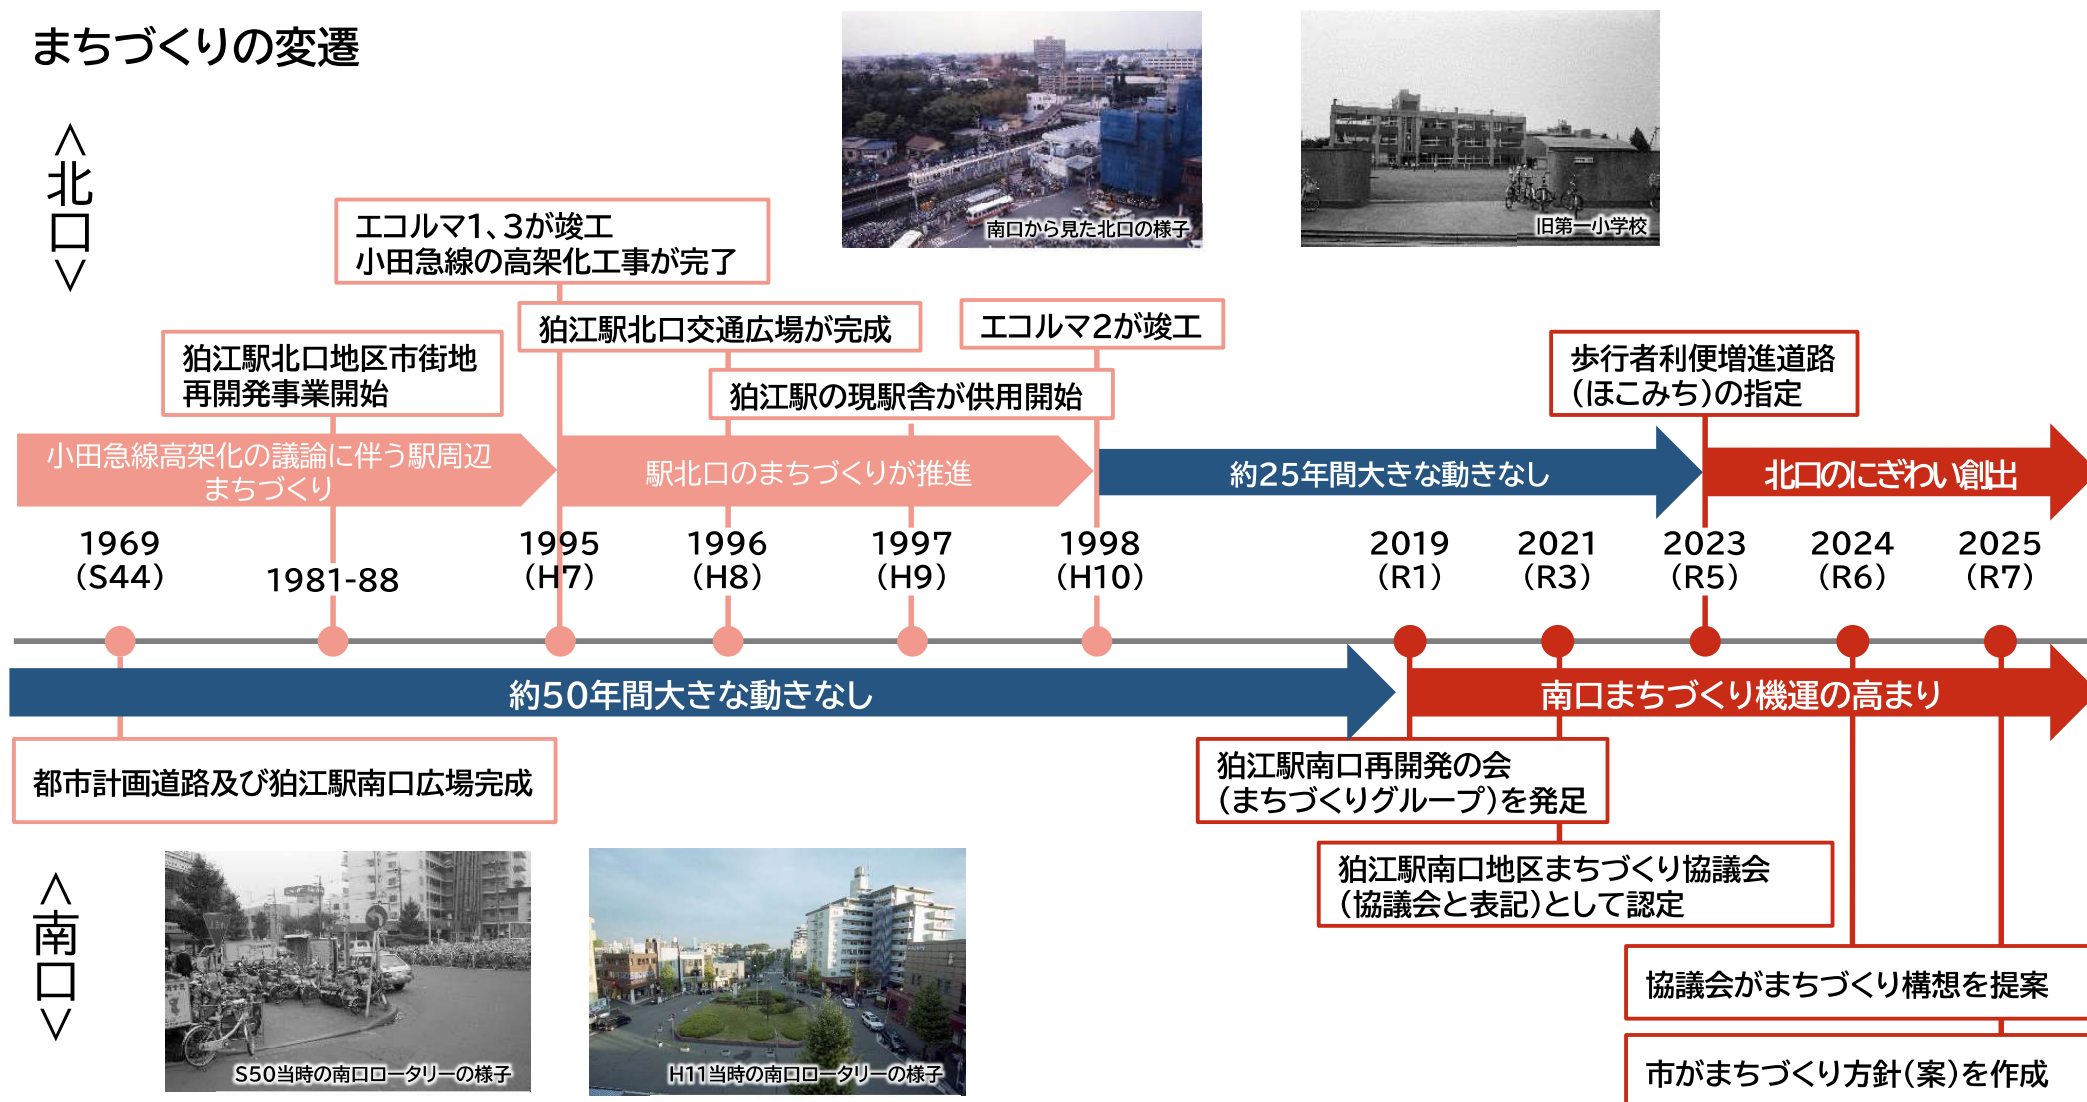 まちづくりの変遷
＜北口＞
南口から見た北口の様子
旧第一小学校
エコルマ1、3が竣工
小田急線の高架化工事が完了
狛江駅北口交通広場が完成
エコルマ2が竣工
狛江駅北口地区市街地
再開発事業開始
狛江駅の現駅舎が供用開始
歩行者利便増進道路
（ほこみち）の指定
小田急線高架化の議論に伴う駅周辺
まちづくり
駅北口のまちづくりが推進
約25年間大きな動きなし
北口のにぎわい創出
1969
（S44）
1981-88
1995
（H7）
1996
（H8）
1997
（H9）
1998
（H10）
2019
（R1）
2021
（R3）
2023
（R5）
2024
（R6）
2025
（R7）
約50年間大きな動きなし
南口まちづくり機運の高まり
都市計画道路及び狛江駅南口広場完成
狛江駅南口再開発の会
（まちづくりグループ）を発足
狛江駅南口地区まちづくり協議会
（協議会と表記）として認定
協議会がまちづくり構想を提案
市がまちづくり方針（案）を作成
＜南口＞
S50当時の南口ロータリーの様子
H11当時の南口ロータリーの様子